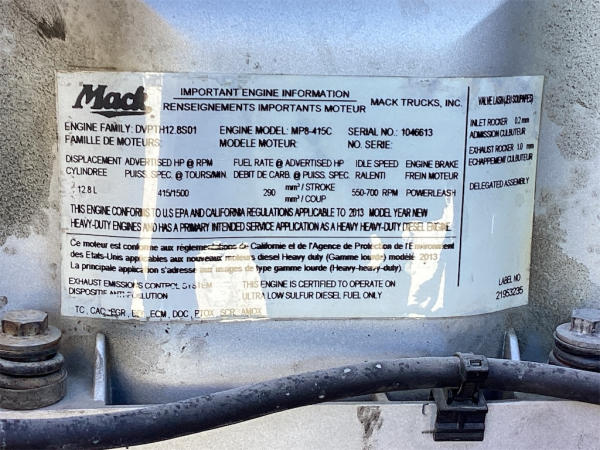 Mack
IMPORTANT ENGINE INFORMATION
RENSEIGNEMENTS IMPORTANTS MOTEUR
MACK TRUCKS, INC.
ENGINE FAMILY: DVPTH12.8S01 ENGINE MODEL: MP8-415C SERIAL NO: 1046613
FAMILLE DE MOTEURS: MODELE MOTEUR: NO. SERIE:
DISPLACEMENT ADVERTISED HP @ RPM FUEL RATE @ ADVERTISED HP IDLE SPEED ENGINE BRAKE
CYLINDREE PUISS. SPEC. @ TOURS/MIN. DEBIT DE CARB. @ PUISS. SPEC. RALENTI FREIN MOTEUR
12.8 L 415/1500 290 mm³ / STROKE 550-700 RPM POWERLEASH
mm³ / COUP
THIS ENGINE CONFORMS TO U.S EPA AND CALIFORNIA REGULATIONS APPLICABLE TO 2013 MODEL YEAR NEW
HEAVY-DUTY ENGINES AND HAS A PRIMARY INTENDED SERVICE APPLICATION AS A HEAVY HEAVY-DUTY DIESEL ENGINE.
Ce moteur est conforme aux réglementations de Californie et de l'Agence de Protection de l'Environment
des Etats-Unis applicables aux nouveaux moteurs diesel Heavy duty (Gamme lourde) modèle 2013
La principale application s'adresse aux usages de type gamme lourde (Heavy-heavy-duty).
EXHAUST EMISSIONS CONTROL SYSTEM THIS ENGINE IS CERTIFIED TO OPERATE ON
DISPOSITIF ANTI-POLLUTION ULTRA LOW SULFUR DIESEL FUEL ONLY
TC, CAC, EGR, ECM, DOC, PTOX, SCR, AMOX
VALVE LASH (JEU SOUPAPES)
INLET ROCKER 0.2 mm
ADMISSION CULBUTEUR
EXHAUST ROCKER 1.0 mm
ECHAPPEMENT CULBUTEUR
DELEGATED ASSEMBLY
LABEL NO
21953235